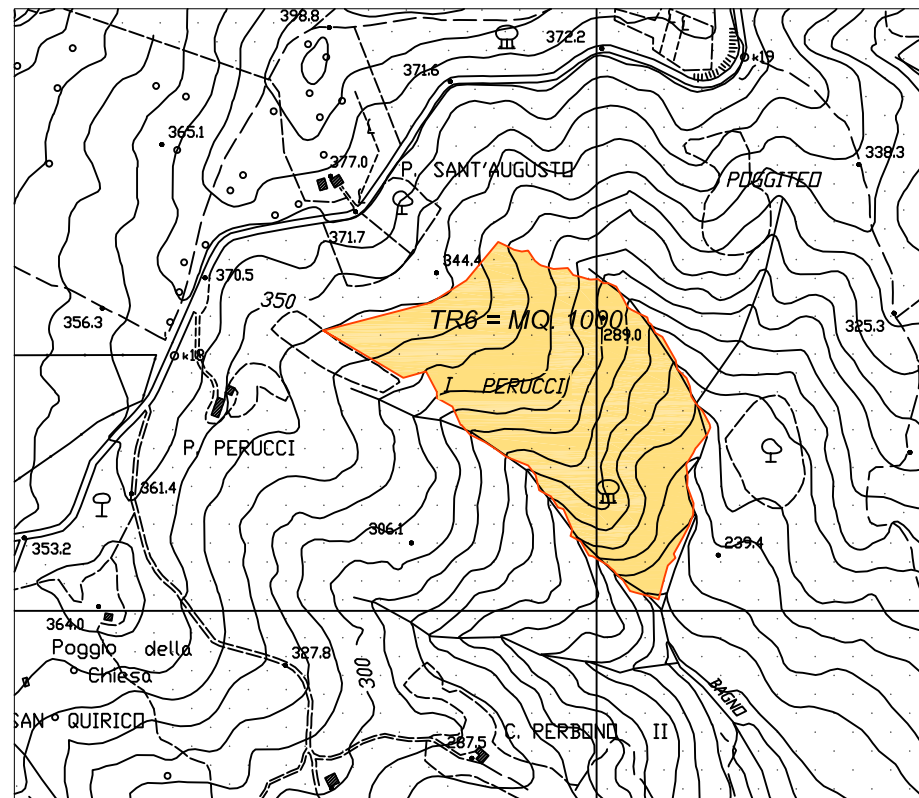 398.8
372.2
k19
371.6
365.1
338.3
377.0
P. SANT'AUGUSTO
POGGITEO
371.7
344.4
370.5
350
356.3
TR6 = MQ. 1000
325.3
289.0
k18
I PERUCCI
P. PERUCCI
361.4
306.1
353.2
239.4
364.0
Poggio della
Chiesa
327.8
300
BAGNO
SAN QUIRICO
C. PERBONO II
287.5